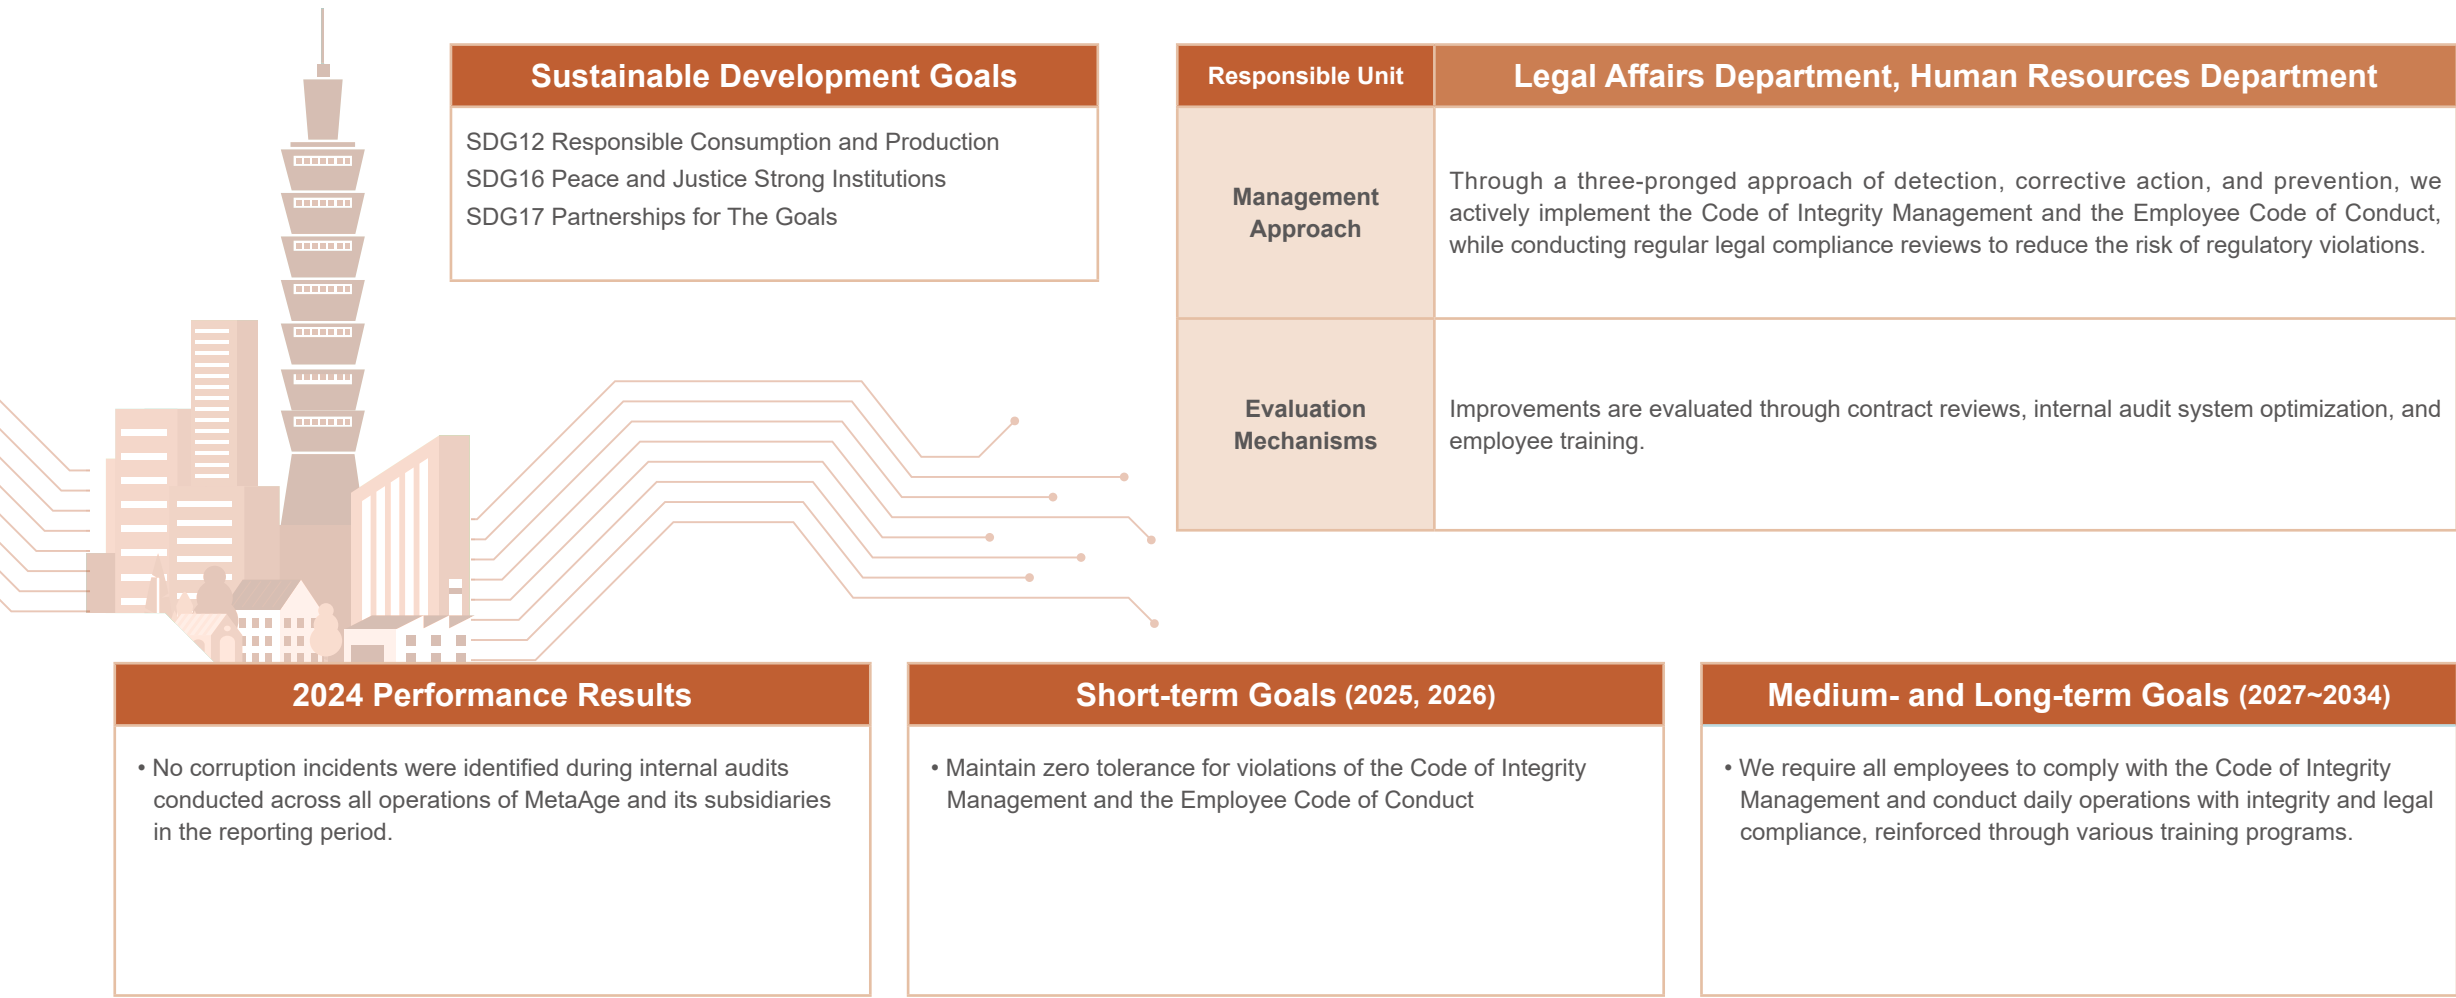 Sustainable Development Goals
SDG12 Responsible Consumption and Production
SDG16 Peace and Justice Strong Institutions
SDG17 Partnerships for The Goals
Responsible Unit
Legal Affairs Department, Human Resources Department
Management
Approach
Through a three-pronged approach of detection, corrective action, and prevention, we
actively implement the Code of Integrity Management and the Employee Code of Conduct,
while conducting regular legal compliance reviews to reduce the risk of regulatory violations.
Evaluation
Mechanisms
Improvements are evaluated through contract reviews, internal audit system optimization, and
employee training.
2024 Performance Results
• No corruption incidents were identified during internal audits
conducted across all operations of MetaAge and its subsidiaries
in the reporting period.
Short-term Goals (2025, 2026)
• Maintain zero tolerance for violations of the Code of Integrity
Management and the Employee Code of Conduct
Medium- and Long-term Goals (2027~2034)
• We require all employees to comply with the Code of Integrity
Management and conduct daily operations with integrity and legal
compliance, reinforced through various training programs.